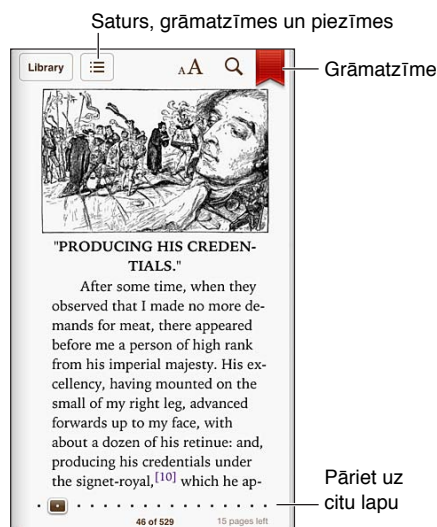 Saturs, grāmatzīmes un piezīmes
Library
AA
Grāmatzīme
"PRODUCING HIS CREDEN-
TIALS."
After some time, when they
observed that I made no more de-
mands for meat, there appeared
before me a person of high rank
from his imperial majesty. His ex-
cellency, having mounted on the
small of my right leg, advanced
forwards up to my face, with
about a dozen of his retinue: and,
producing his credentials under
the signet-royal,[10] which he ap-
Pāriet uz
citu lapu
46 of 529
15 pages left